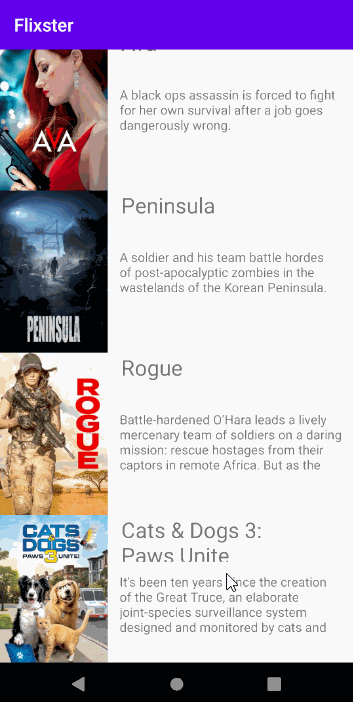 Flixster
AVA
A black ops assassin is forced to fight
for her own survival after a job goes
dangerously wrong.
Peninsula
PENINSULA
A soldier and his team battle hordes
of post-apocalyptic zombies in the
wastelands of the Korean Peninsula.
Rogue
ROGUE
Battle-hardened O'Hara leads a lively
mercenary team of soldiers on a daring
mission: rescue hostages from their
captors in remote Africa. But as the
CATS
DOGS
PAWS 3 UNITE!
Cats & Dogs 3:
Paws Unite
It's been ten years since the creation
of the Great Truce, an elaborate
joint-species surveillance system
designed and monitored by cats and